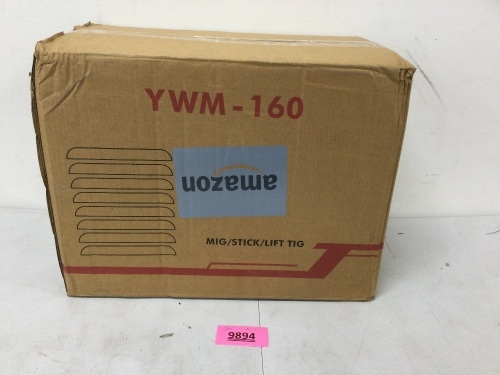 YWM - 160
amazon
MIG/STICK/LIFT TIG
9894